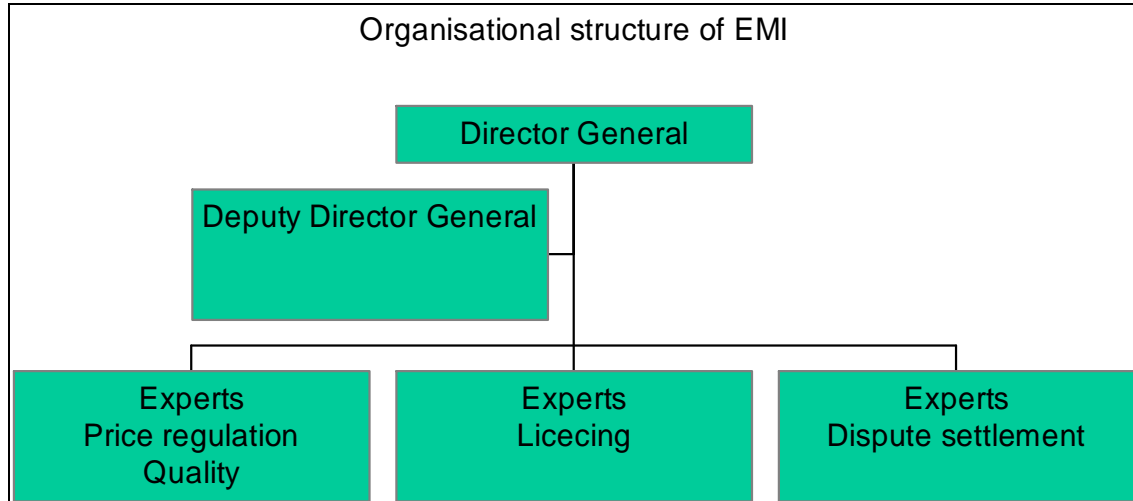 Organisational structure of EMI
Director General
Deputy Director General
Experts
Price regulation
Quality
Experts
Licecing
Experts
Dispute settlement